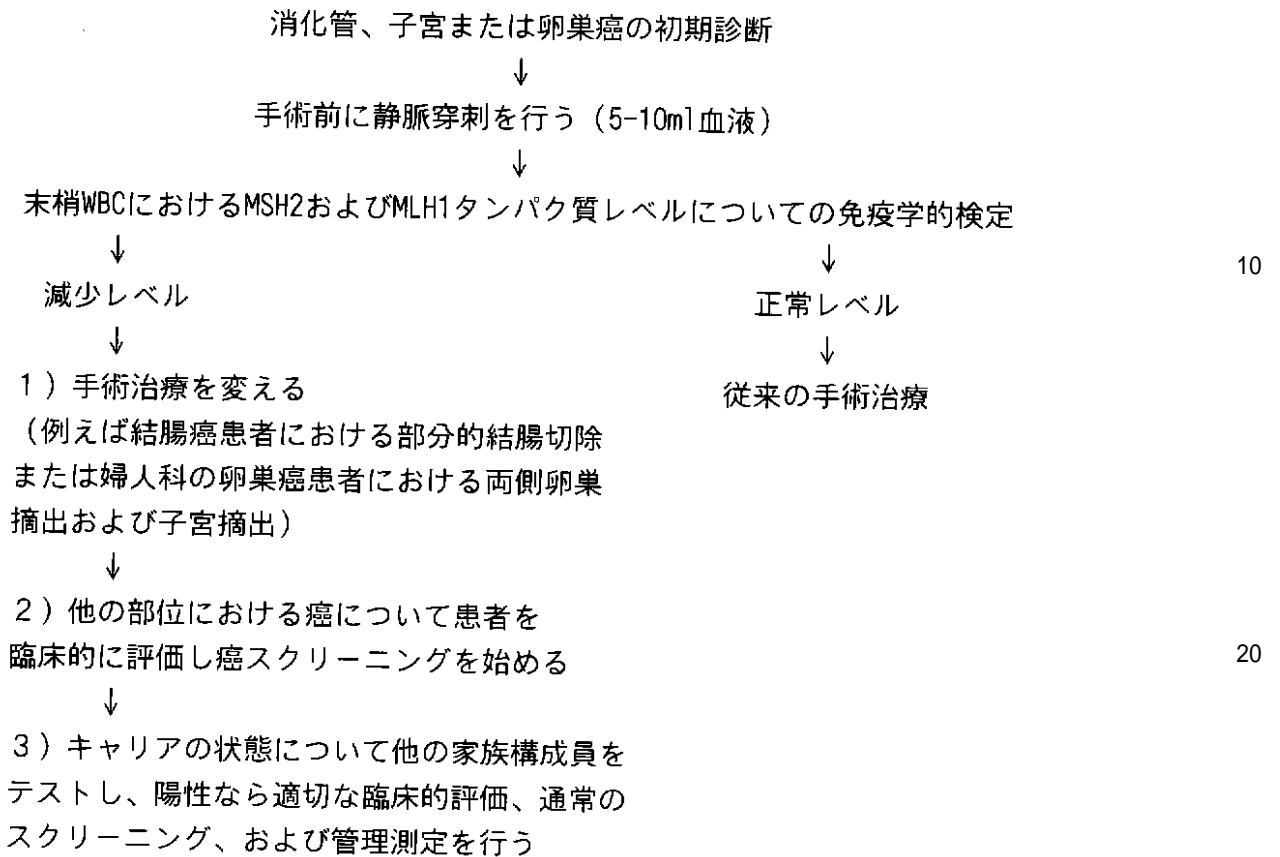 消化管、子宮または卵巣癌の初期診断
↓
手術前に静脈穿刺を行う（5-10ml血液）
↓
末梢WBCにおけるMSH2およびMLH1タンパク質レベルについての免疫学的検定
↓ ↓
10
減少レベル 正常レベル
↓ ↓
1）手術治療を変える 従来の手術治療
（例えば結腸癌患者における部分的結腸切除
または婦人科の卵巣癌患者における両側卵巣
摘出および子宮摘出）
↓
2）他の部位における癌について患者を
臨床的に評価し癌スクリーニングを始める
20
↓
3）キャリアの状態について他の家族構成員を
テストし、陽性なら適切な臨床的評価、通常の
スクリーニング、および管理測定を行う